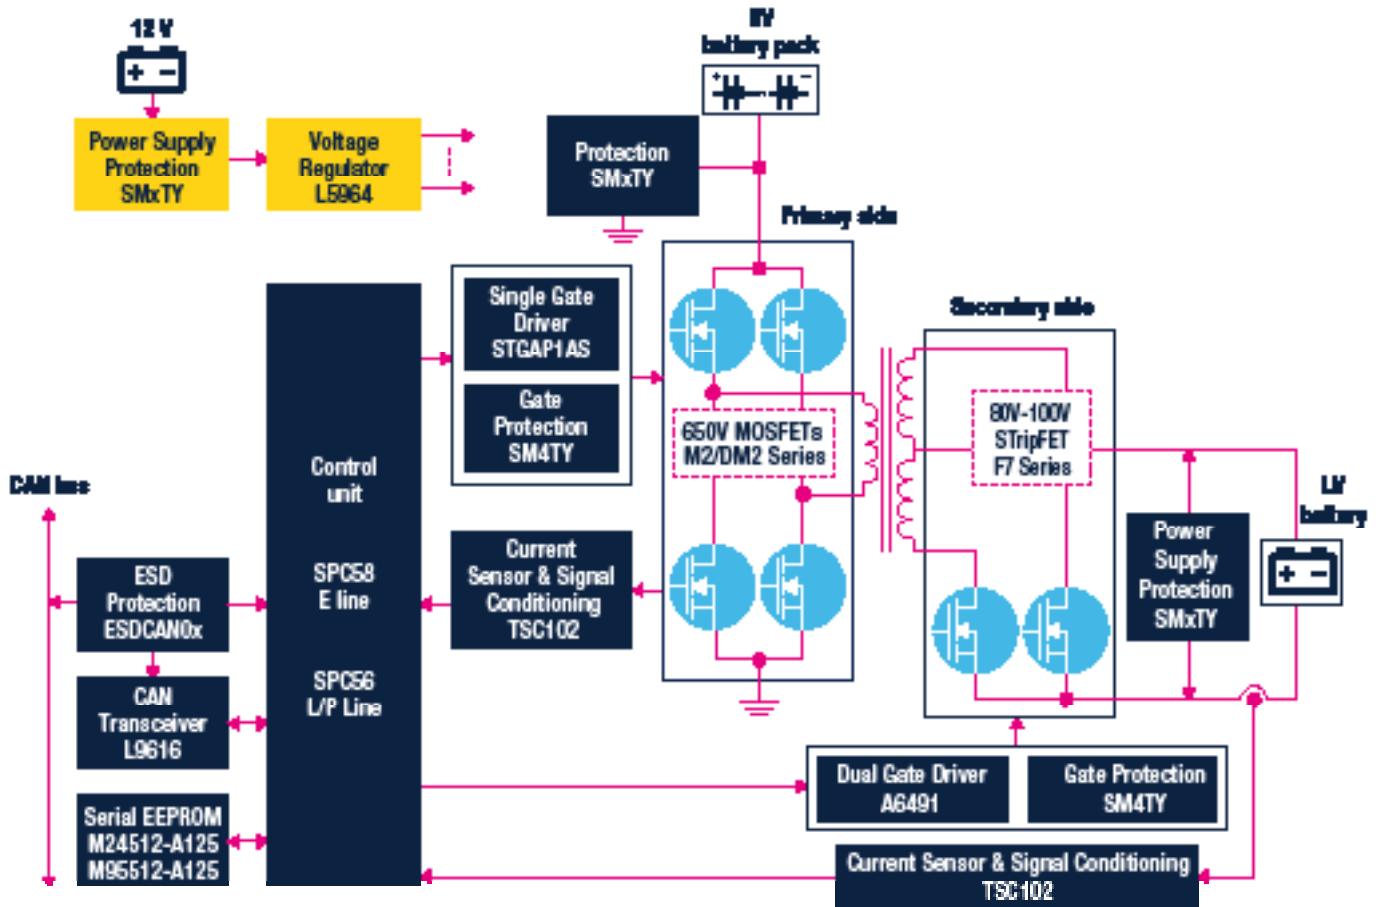 12 V
HV
battery pack
Power Supply
Protection
SMxTY
Voltage
Regulator
L5964
Protection
SMxTY
Primary side
Single Gate
Driver
STGAP1AS
Gate
Protection
SM4TY
650V MOSFETs
M2/DM2 Series
Secondary side
80V-100V
STripFET
F7 Series
Control
unit
SPC58
E line
SPC56
L/P Line
CAN bus
ESD
Protection
ESDCAN0x
CAN
Transceiver
L9616
Serial EEPROM
M24512-A125
M95512-A125
Current
Sensor & Signal
Conditioning
TSC102
Power
Supply
Protection
SMxTY
LV
battery
Dual Gate Driver
A6491
Gate Protection
SM4TY
Current Sensor & Signal Conditioning
TSC102